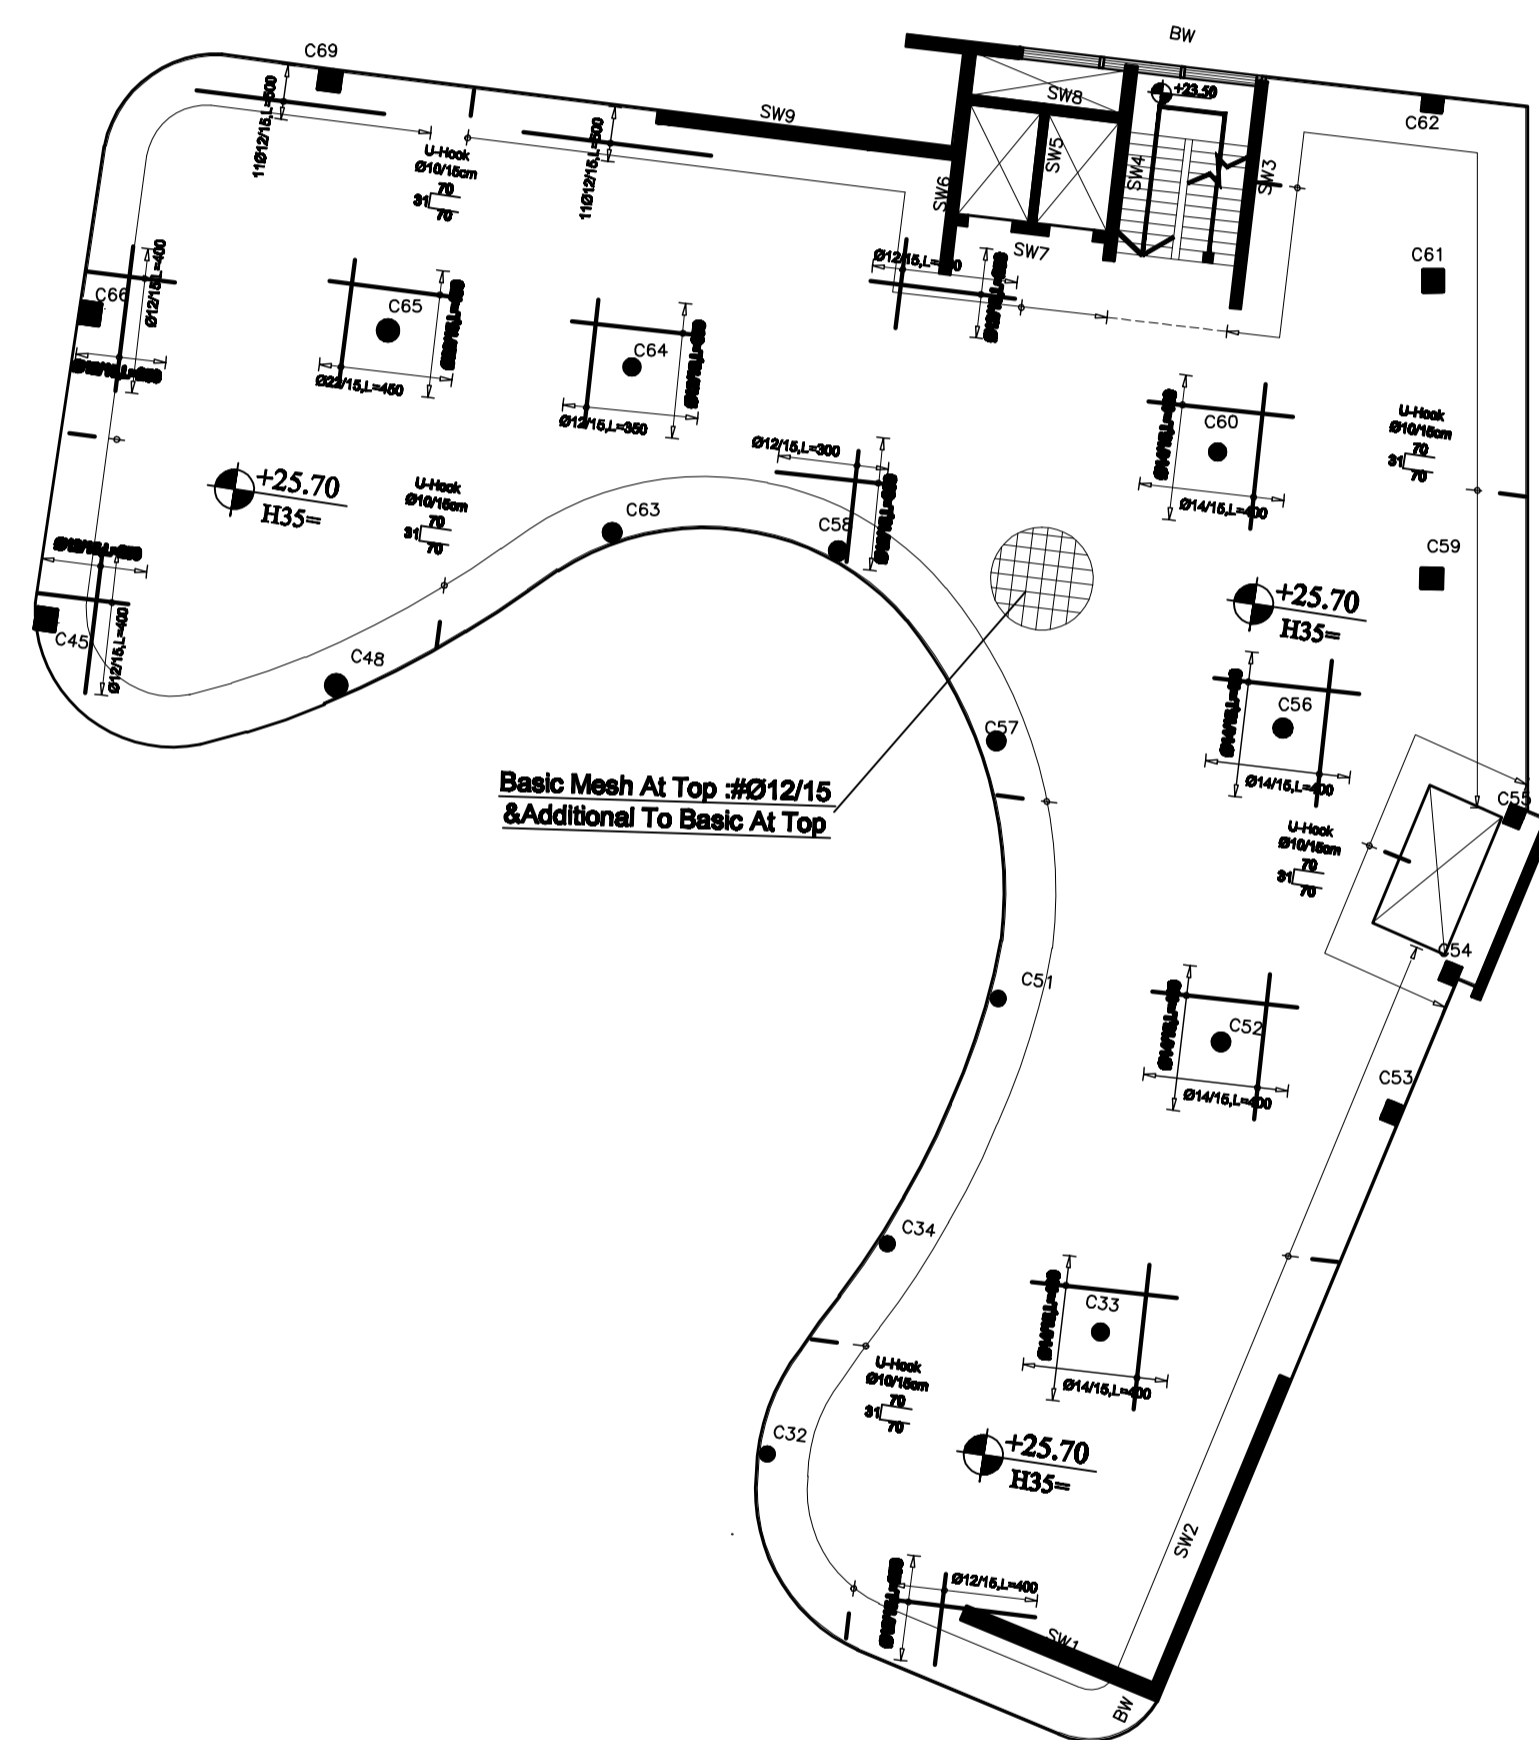 BW
C69
+23.50
SW8
SW9
C62
11Ø12/15,L=500
11Ø12/15,L=500
U-Hook
Ø10/15cm
70
31
70
SW5
SW4
SW3
SW6
SW7
C61
Ø12/15,L=400
C66
C65
C64
Ø22/15,L=450
Ø12/15,L=350
C60
Ø14/15,L=400
U-Hook
Ø10/15cm
70
31
70
Ø12/15,L=300
+25.70
H35=
U-Hook
Ø10/15cm
70
31
70
C63
C58
C59
+25.70
H35=
C45
Ø12/15,L=400
C48
C57
C56
Ø14/15,L=400
Basic Mesh At Top :#Ø12/15
&Additional To Basic At Top
C55
U-Hook
Ø10/15cm
70
31
70
C54
C51
C52
Ø14/15,L=400
C53
C34
C33
Ø14/15,L=400
U-Hook
Ø10/15cm
70
31
70
C32
+25.70
H35=
SW2
Ø12/15,L=400
SW1
BW